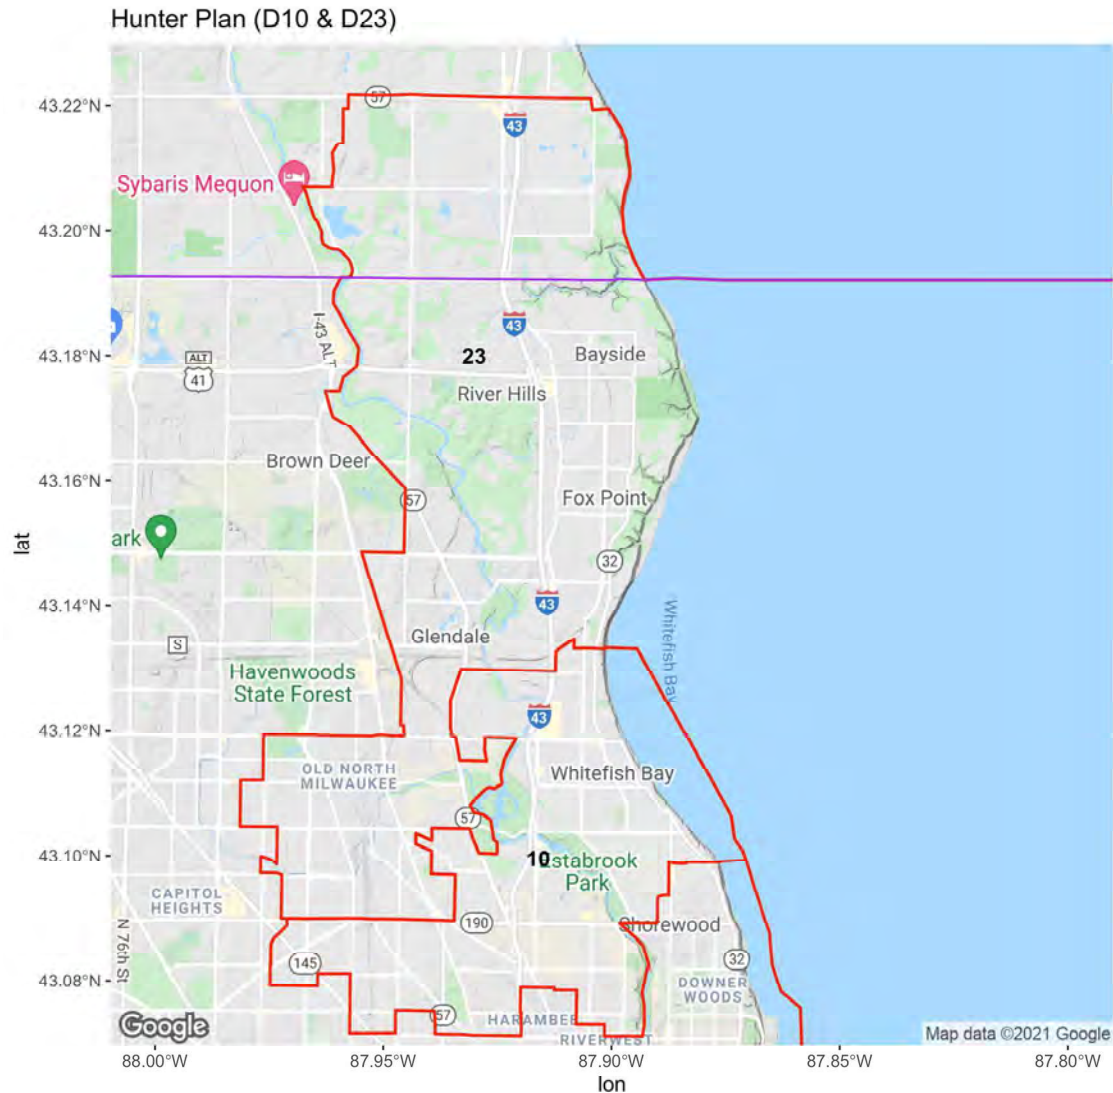 Hunter Plan (D10 & D23)
43.22°N
57
43
Sybaris Mequon
43.20°N
I-43 ALT
43
43.18°N
23
Bayside
ALT
41
River Hills
Brown Deer
43.16°N
57
Fox Point
ark
lat
32
43.14°N
43
Whitefish Bay
Glendale
S
Havenwoods
State Forest
43
43.12°N
OLD NORTH
MILWAUKEE
Whitefish Bay
57
43.10°N
10
Estabrook
Park
CAPITOL
HEIGHTS
190
Shorewood
N 76th St
145
32
43.08°N
DOWNER
WOODS
57
HARAMBEE
Google
RIVERWEST
Map data ©2021 Google
88.00°W
87.95°W
87.90°W
87.85°W
87.80°W
lon